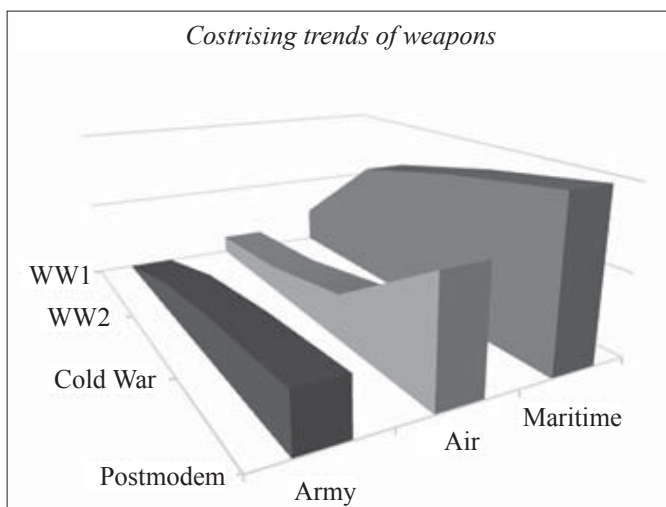 Costrising trends of weapons
WW1
WW2
Cold War
Postmodem
Army
Air
Maritime